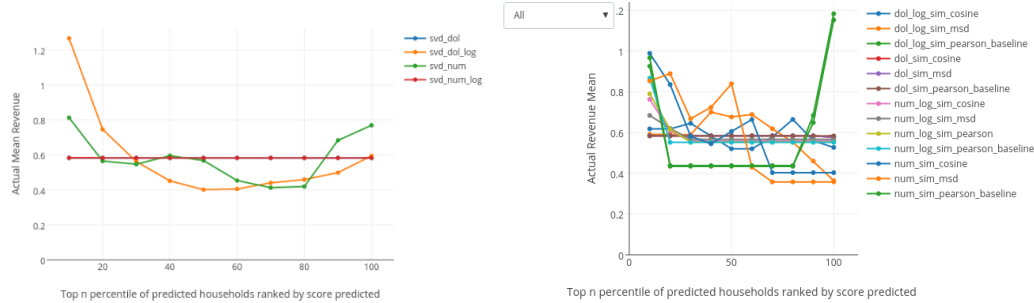 1.2
1
0.8
0.6
0.4
0.2
0
20
40
60
80
100
Actual Mean Revenue
Top n percentile of predicted households ranked by score predicted
svd_dol
svd_dol_log
svd_num
svd_num_log
All
.2
1
0.8
0.6
0.4
0.2
0
0
50
100
Actual Revenue Mean
Top n percentile of predicted households ranked by score predicted
dol_log_sim_cosine
dol_log_sim_msd
dol_log_sim_pearson_baseline
dol_sim_cosine
dol_sim_msd
dol_sim_pearson_baseline
num_log_sim_cosine
num_log_sim_msd
num_log_sim_pearson
num_log_sim_pearson_baseline
num_sim_cosine
num_sim_msd
num_sim_pearson_baseline